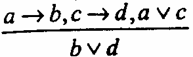 a → b, c → d, a ∨ c
b ∨ d